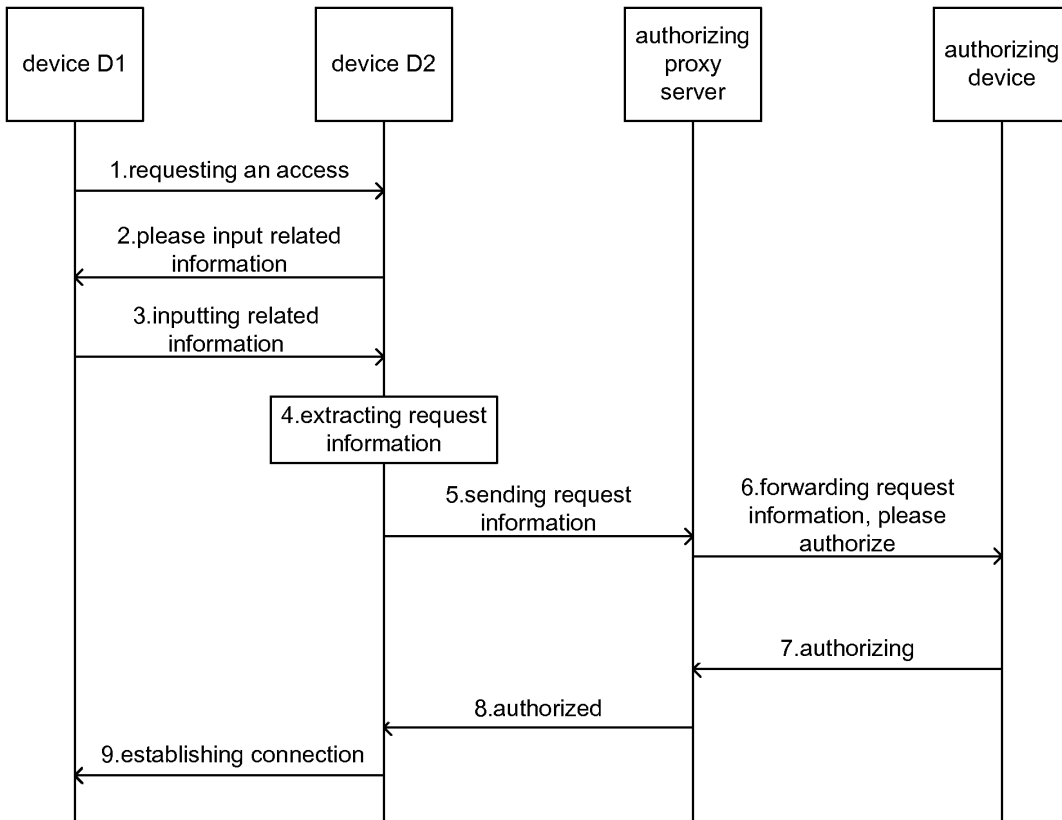 device D1
device D2
authorizing
proxy
server
authorizing
device
1.requesting an access
2.please input related
information
3.inputting related
information
4.extracting request
information
5.sending request
information
6.forwarding request
information, please
authorize
7.authorizing
8.authorized
9.establishing connection